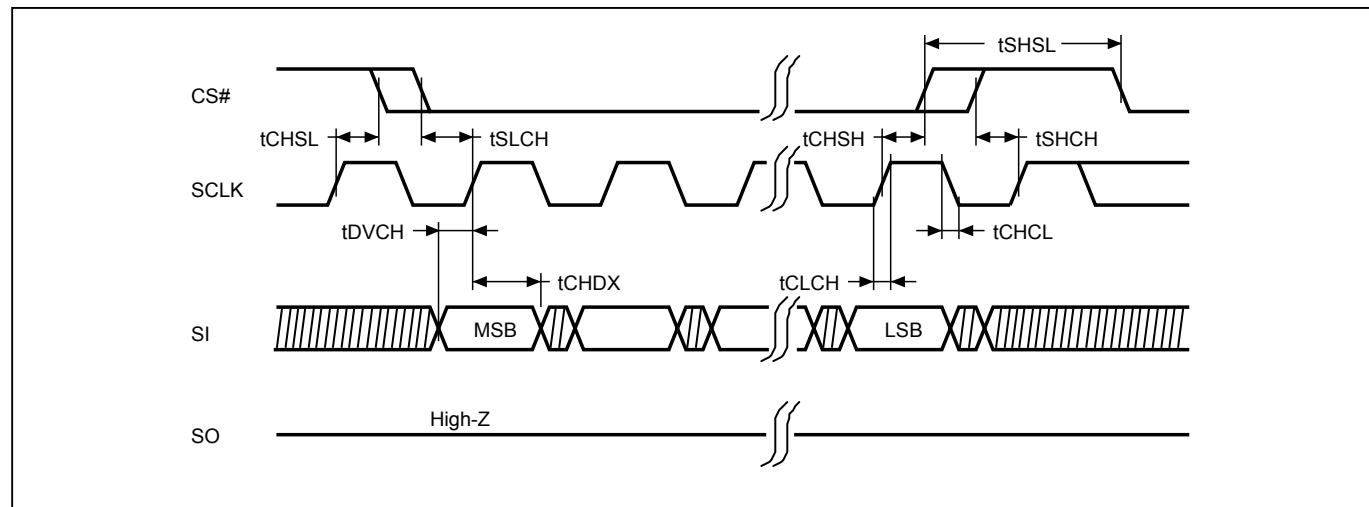 tSHSL
CS#
tCHSL
tSLCH
tCHSH
tSHCH
SCLK
tDVCH
tCHCL
tCHDX
tCLCH
SI
MSB
LSB
High-Z
SO